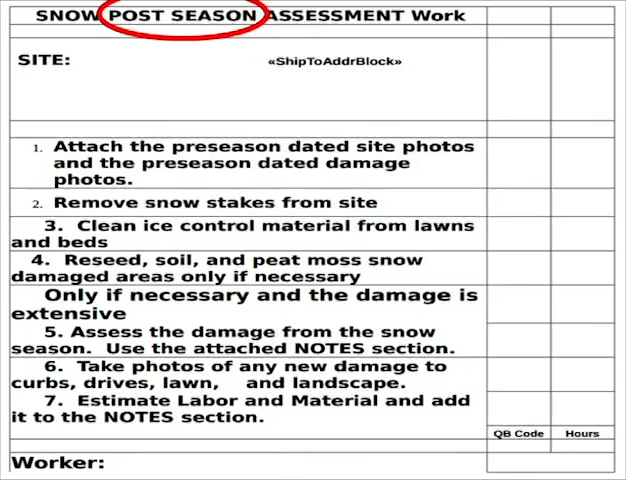 SNOW POST SEASON ASSESSMENT Work
SITE: «ShipToAddrBlock»
1. Attach the preseason dated site photos
and the preseason dated damage
photos.
2. Remove snow stakes from site
3. Clean ice control material from lawns
and beds
4. Reseed, soil, and peat moss snow
damaged areas only if necessary
Only if necessary and the damage is
extensive
5. Assess the damage from the snow
season. Use the attached NOTES section.
6. Take photos of any new damage to
curbs, drives, lawn, and landscape.
7. Estimate Labor and Material and add
it to the NOTES section.
QB Code Hours
Worker: